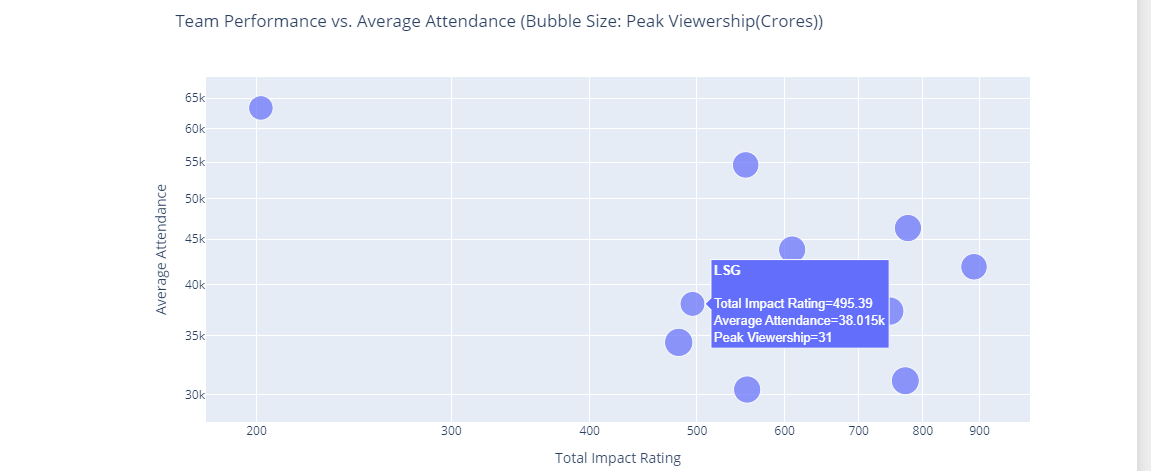 Team Performance vs. Average Attendance (Bubble Size: Peak Viewership(Crores))
65k
60k
55k
50k
45k
40k
35k
30k
Average Attendance
LSG
Total Impact Rating=495.39
Average Attendance=38.015k
Peak Viewership=31
200 300 400 500 600 700 800 900
Total Impact Rating